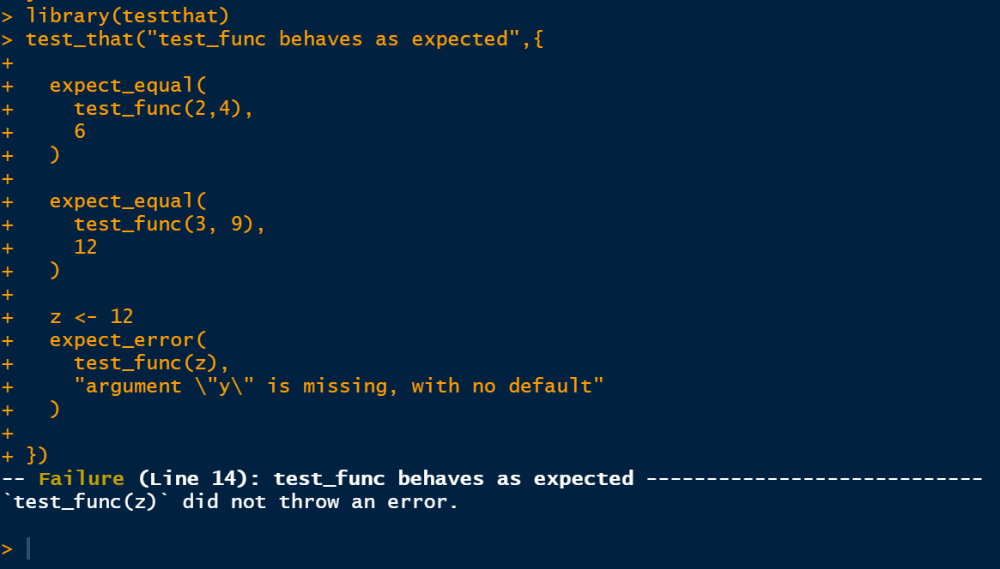 > library(testthat)
> test_that("test_func behaves as expected",{
+
+   expect_equal(
+     test_func(2,4),
+     6
+   )
+
+   expect_equal(
+     test_func(3, 9),
+     12
+   )
+
+   z <- 12
+   expect_error(
+     test_func(z),
+     "argument \"y\" is missing, with no default"
+   )
+
+ })
-- Failure (Line 14): test_func behaves as expected ----------------------------
`test_func(z)` did not throw an error.

>